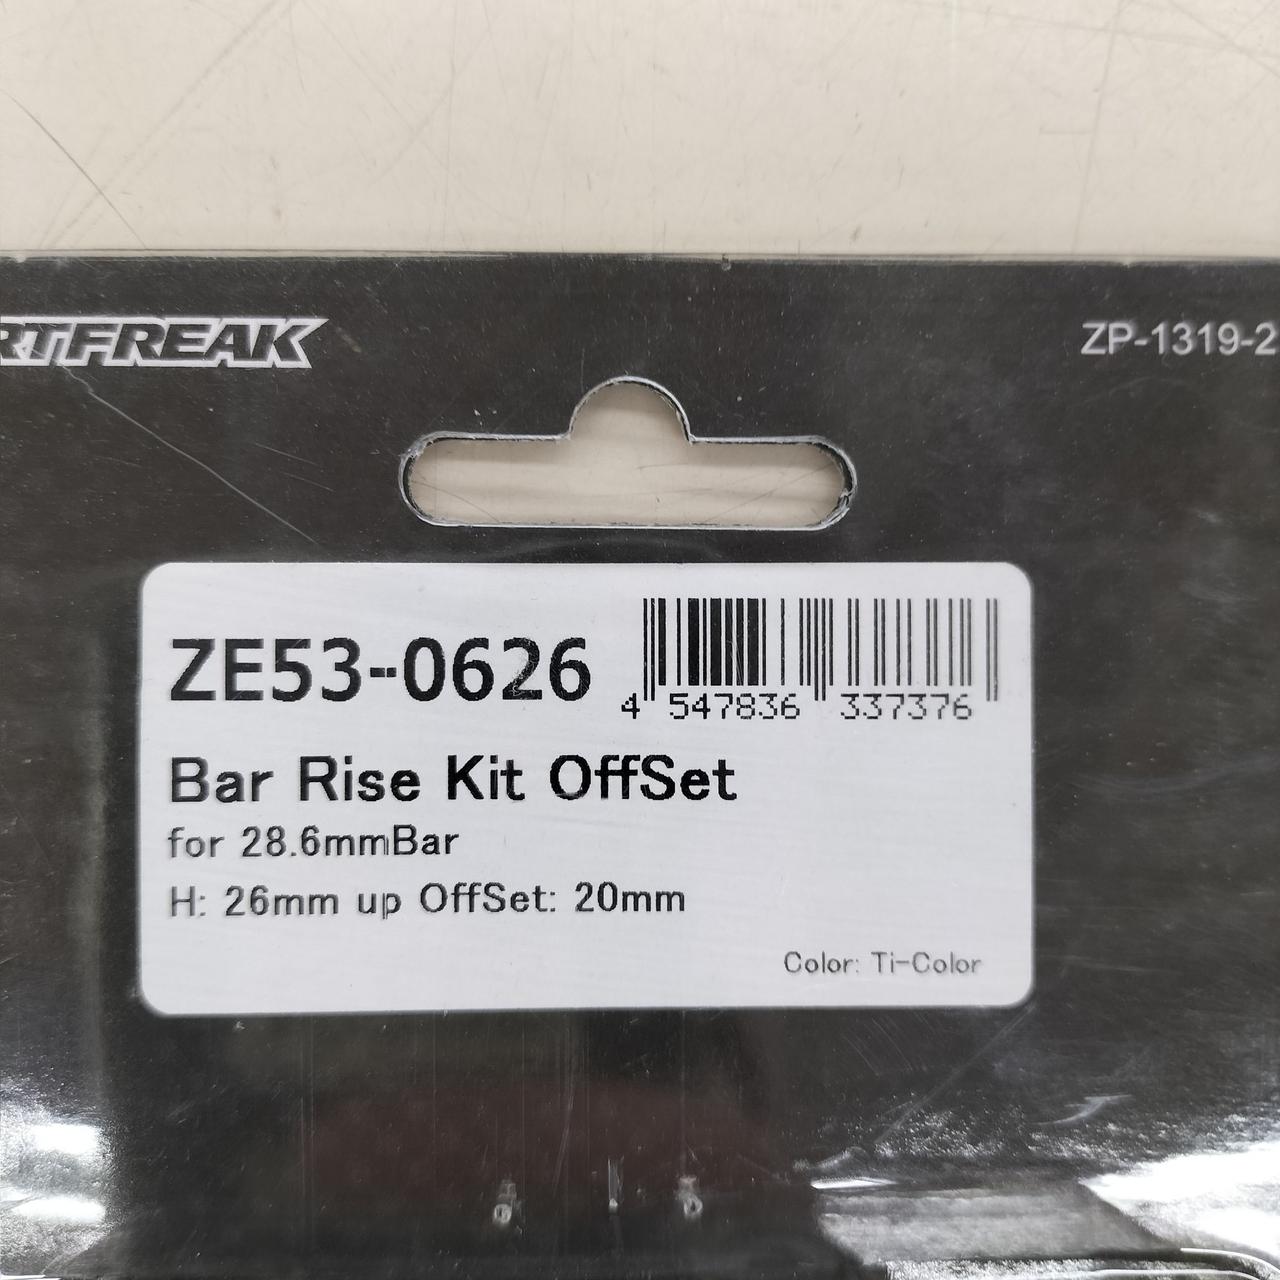 RTFREAK
ZP-1319-2
ZE53-0626
4 547836 337376
Bar Rise Kit OffSet
for 28.6mmBar
H: 26mm up OffSet: 20mm
Color: Ti-Color